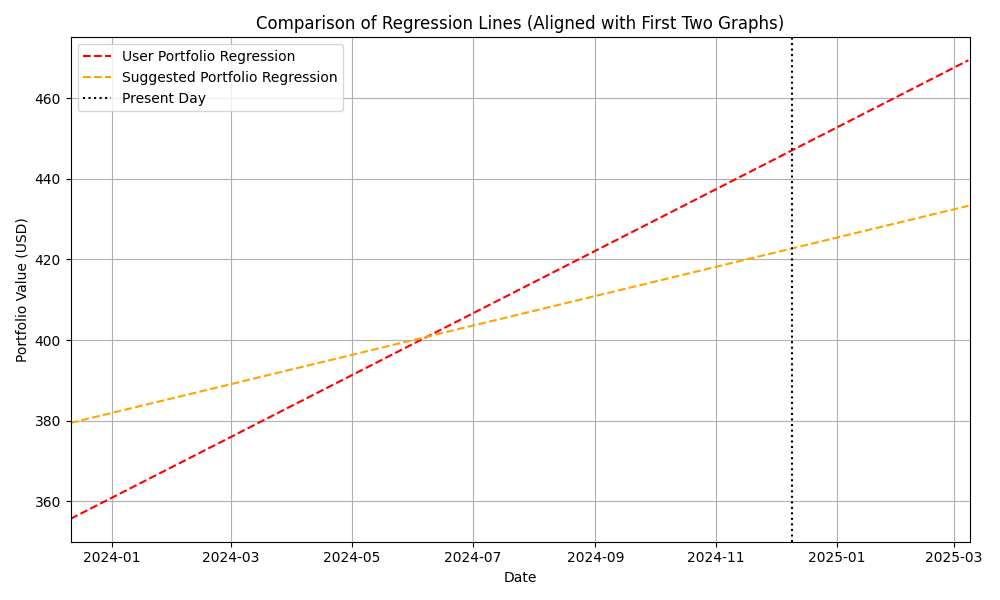 Comparison of Regression Lines (Aligned with First Two Graphs)
User Portfolio Regression
Suggested Portfolio Regression
Present Day
Portfolio Value (USD)
460
440
420
400
380
360
2024-01 2024-03 2024-05 2024-07 2024-09 2024-11 2025-01 2025-03
Date